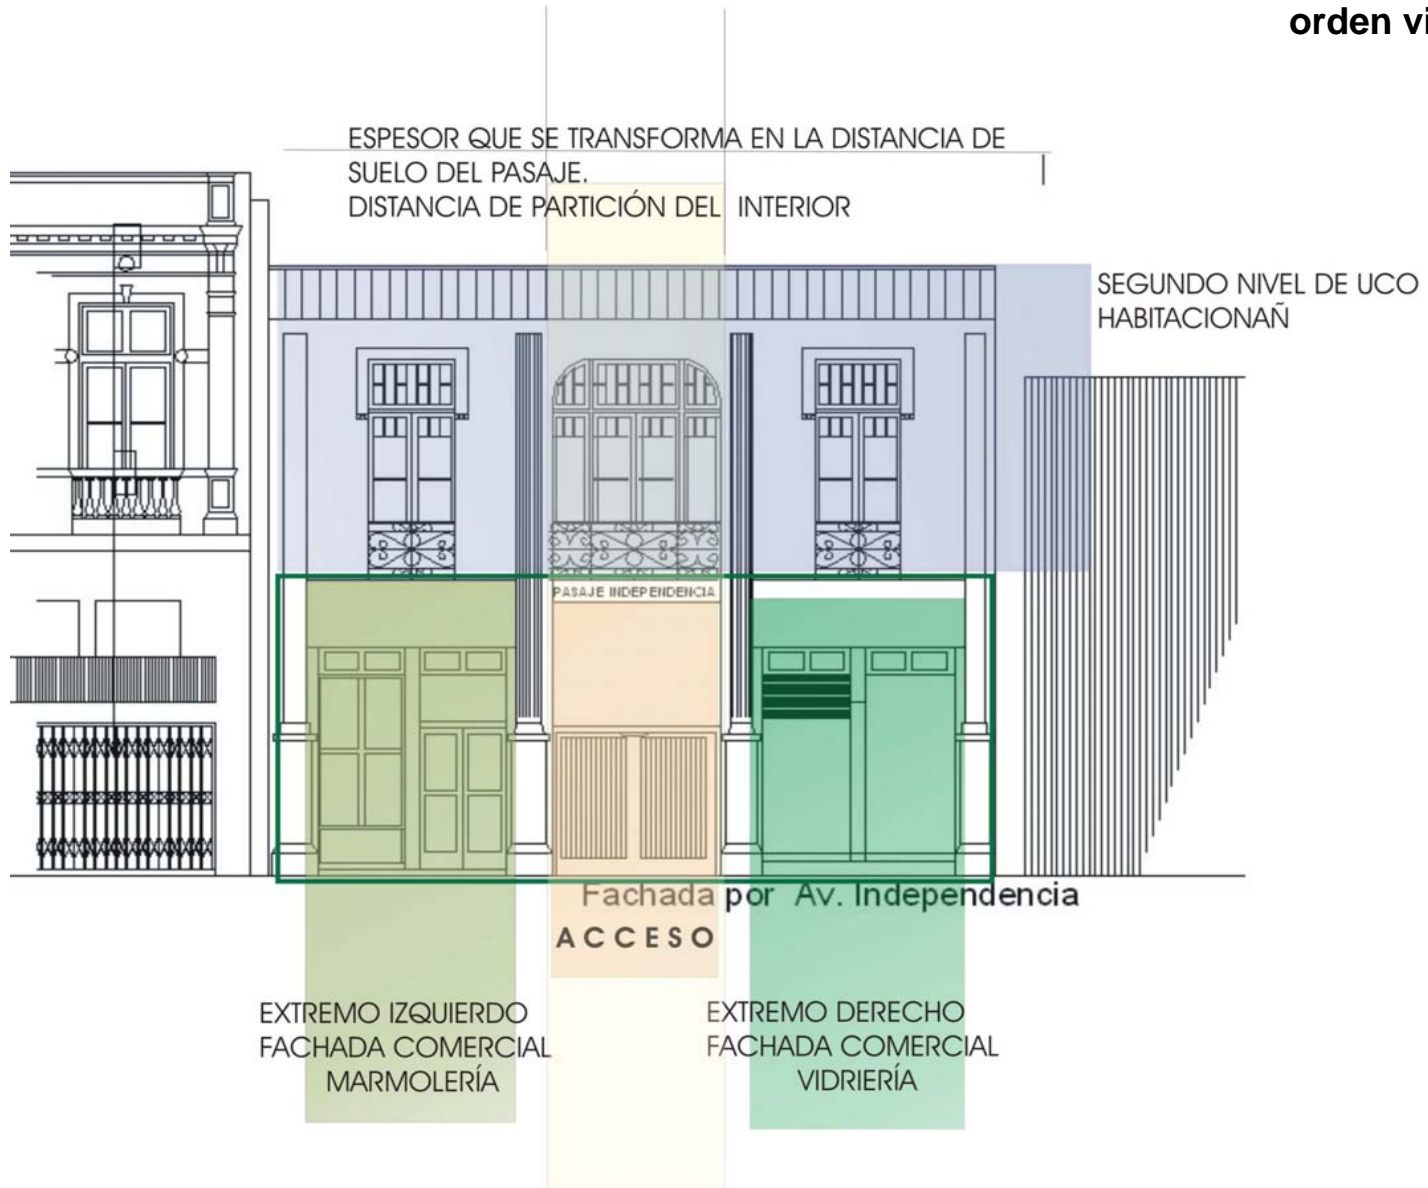 orden vi
ESPESOR QUE SE TRANSFORMA EN LA DISTANCIA DE
SUELO DEL PASAJE.
DISTANCIA DE PARTICIÓN DEL INTERIOR
SEGUNDO NIVEL DE UCO
HABITACIONAÑ
PASAJE INDEPENDENCIA
Fachada por Av. Independencia
ACCESO
EXTREMO IZQUIERDO
FACHADA COMERCIAL
MARMOLERÍA
EXTREMO DERECHO
FACHADA COMERCIAL
VIDRIERÍA